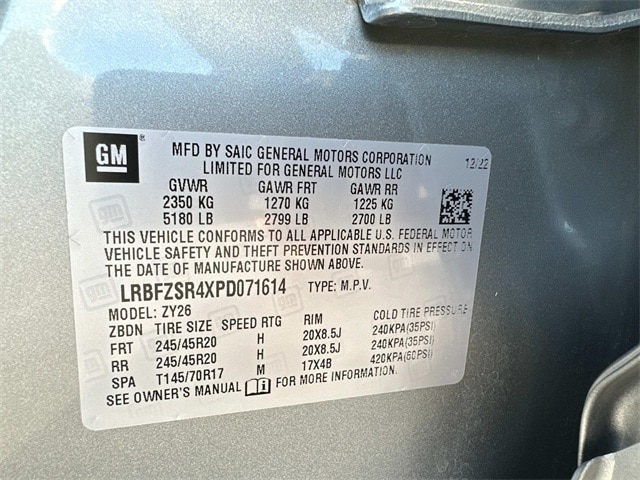 GM ®
MFD BY SAIC GENERAL MOTORS CORPORATION 12/22
LIMITED FOR GENERAL MOTORS LLC
GVWR GAWR FRT GAWR RR
2350 KG 1270 KG 1225 KG
5180 LB 2799 LB 2700 LB
THIS VEHICLE CONFORMS TO ALL APPLICABLE U.S. FEDERAL MOTOR
VEHICLE SAFETY AND THEFT PREVENTION STANDARDS IN EFFECT ON
THE DATE OF MANUFACTURE SHOWN ABOVE.
LRBFZSR4XPD071614 TYPE: M.P.V.
MODEL: ZY26
ZBDN TIRE SIZE SPEED RTG RIM COLD TIRE PRESSURE
FRT 245/45R20 H 20X8.5J 240KPA(35PSI)
RR 245/45R20 H 20X8.5J 240KPA(35PSI)
SPA T145/70R17 M 17X4B 420KPA(60PSI)
SEE OWNER'S MANUAL FOR MORE INFORMATION.